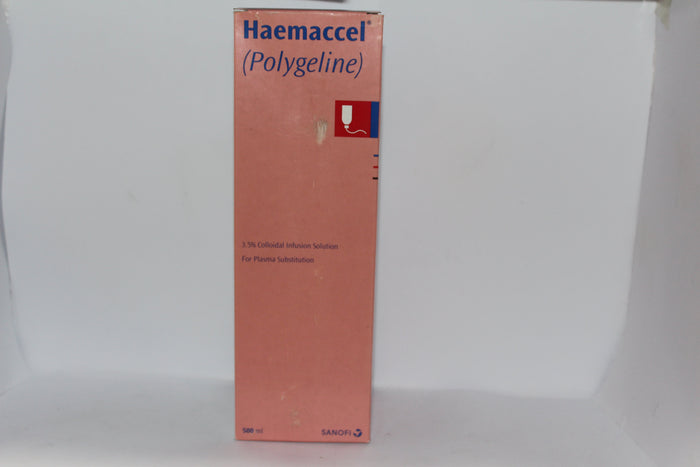 Haemaccel®
(Polygeline)
3.5% Colloidal Infusion Solution
For Plasma Substitution
500 ml
SANOFI